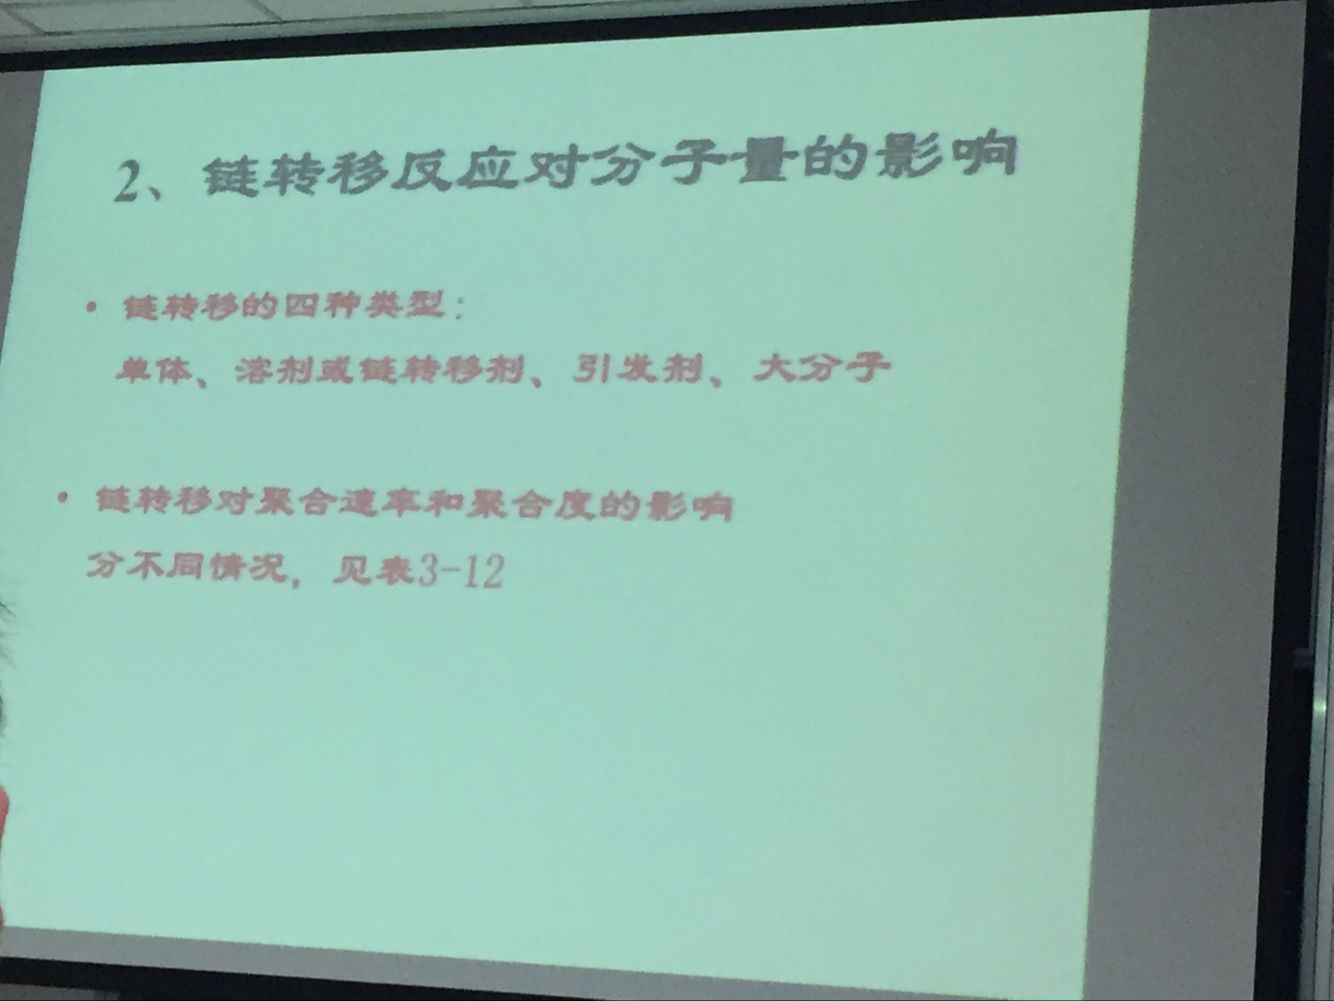 2、链转移反应对分子量的影响
• 链转移的四种类型：
单体、溶剂或链转移剂、引发剂、大分子
• 链转移对聚合速率和聚合度的影响
分不同情况，见表3-12